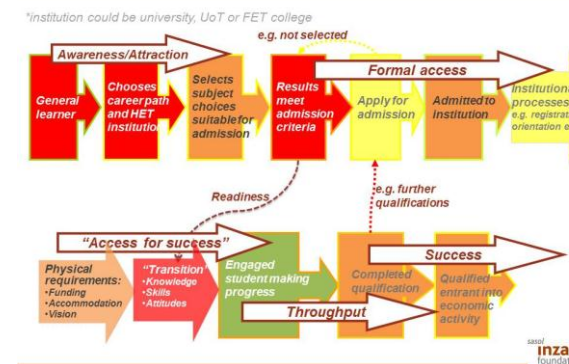 *institution could be university, UoT or FET college
e.g. not selected
Awareness/Attraction
Formal access
General
learner
Chooses
career path
and HET
institution
Selects
subject
choices
suitable for
admission
Results
meet
admission
criteria
Apply for
admission
Admitted to
institution
Institutiona
processes
e.g. registrat
orientation e
Readiness
e.g. further
qualifications
"Access for success"
Success
Physical
requirements:
•Funding
•Accommodation
•Vision
"Transition"
•Knowledge
•Skills
•Attitudes
Engaged
student making
progress
Completed
qualification
Qualified
entrant into
economic
activity
Throughput
sasol
inza
founda